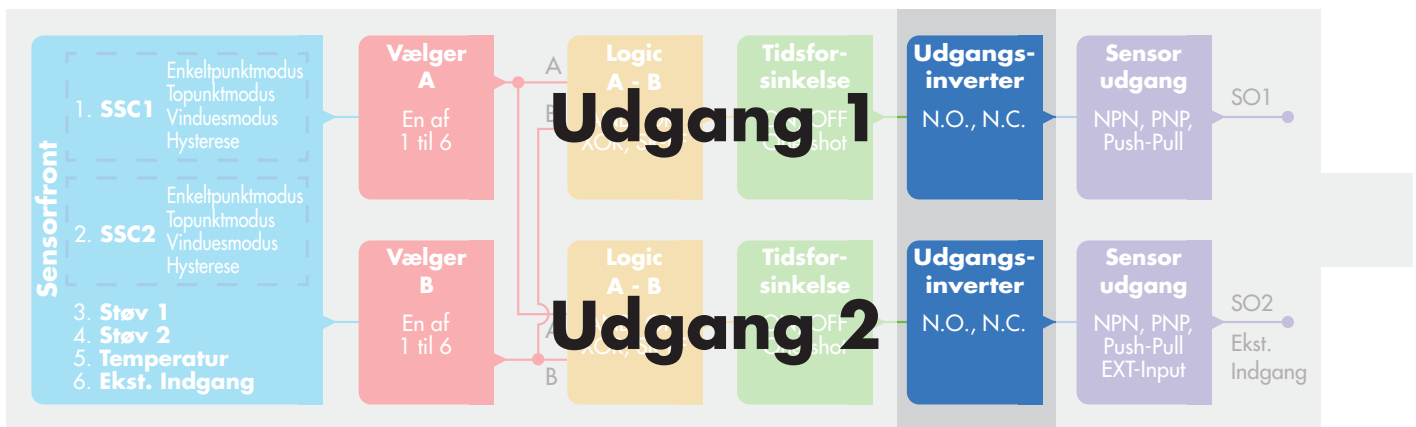 Sensorfront
1. SSC1
Enkeltpunktmodus
Topunktmodus
Vinduesmodus
Hysterese
2. SSC2
Enkeltpunktmodus
Topunktmodus
Vinduesmodus
Hysterese
3. Støv 1
4. Støv 2
5. Temperatur
6. Ekst. Indgang
Vælger
A
En af
1 til 6
A
B
Logic
A - B
Tidsfor-
sinkelse
Udgang 1
Udgangs-
inverter
N.O., N.C.
Sensor
udgang
NPN, PNP,
Push-Pull
SO1
Vælger
B
En af
1 til 6
A
B
Logic
A - B
Tidsfor-
sinkelse
Udgang 2
Udgangs-
inverter
N.O., N.C.
Sensor
udgang
NPN, PNP,
Push-Pull
EXT-Input
SO2
Ekst.
Indgang